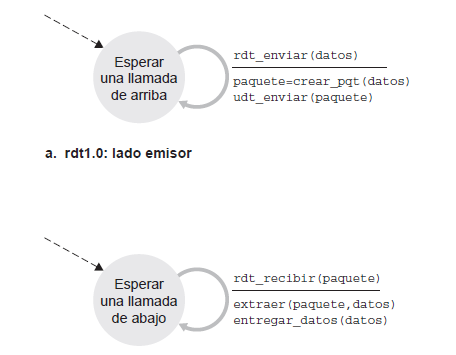 Esperar
una llamada
de arriba
rdt_enviar(datos)
paquete=crear_pqt(datos)
udt_enviar(paquete)
a. rdt1.0: lado emisor
Esperar
una llamada
de abajo
rdt_recibir(paquete)
extraer(paquete,datos)
entregar_datos(datos)